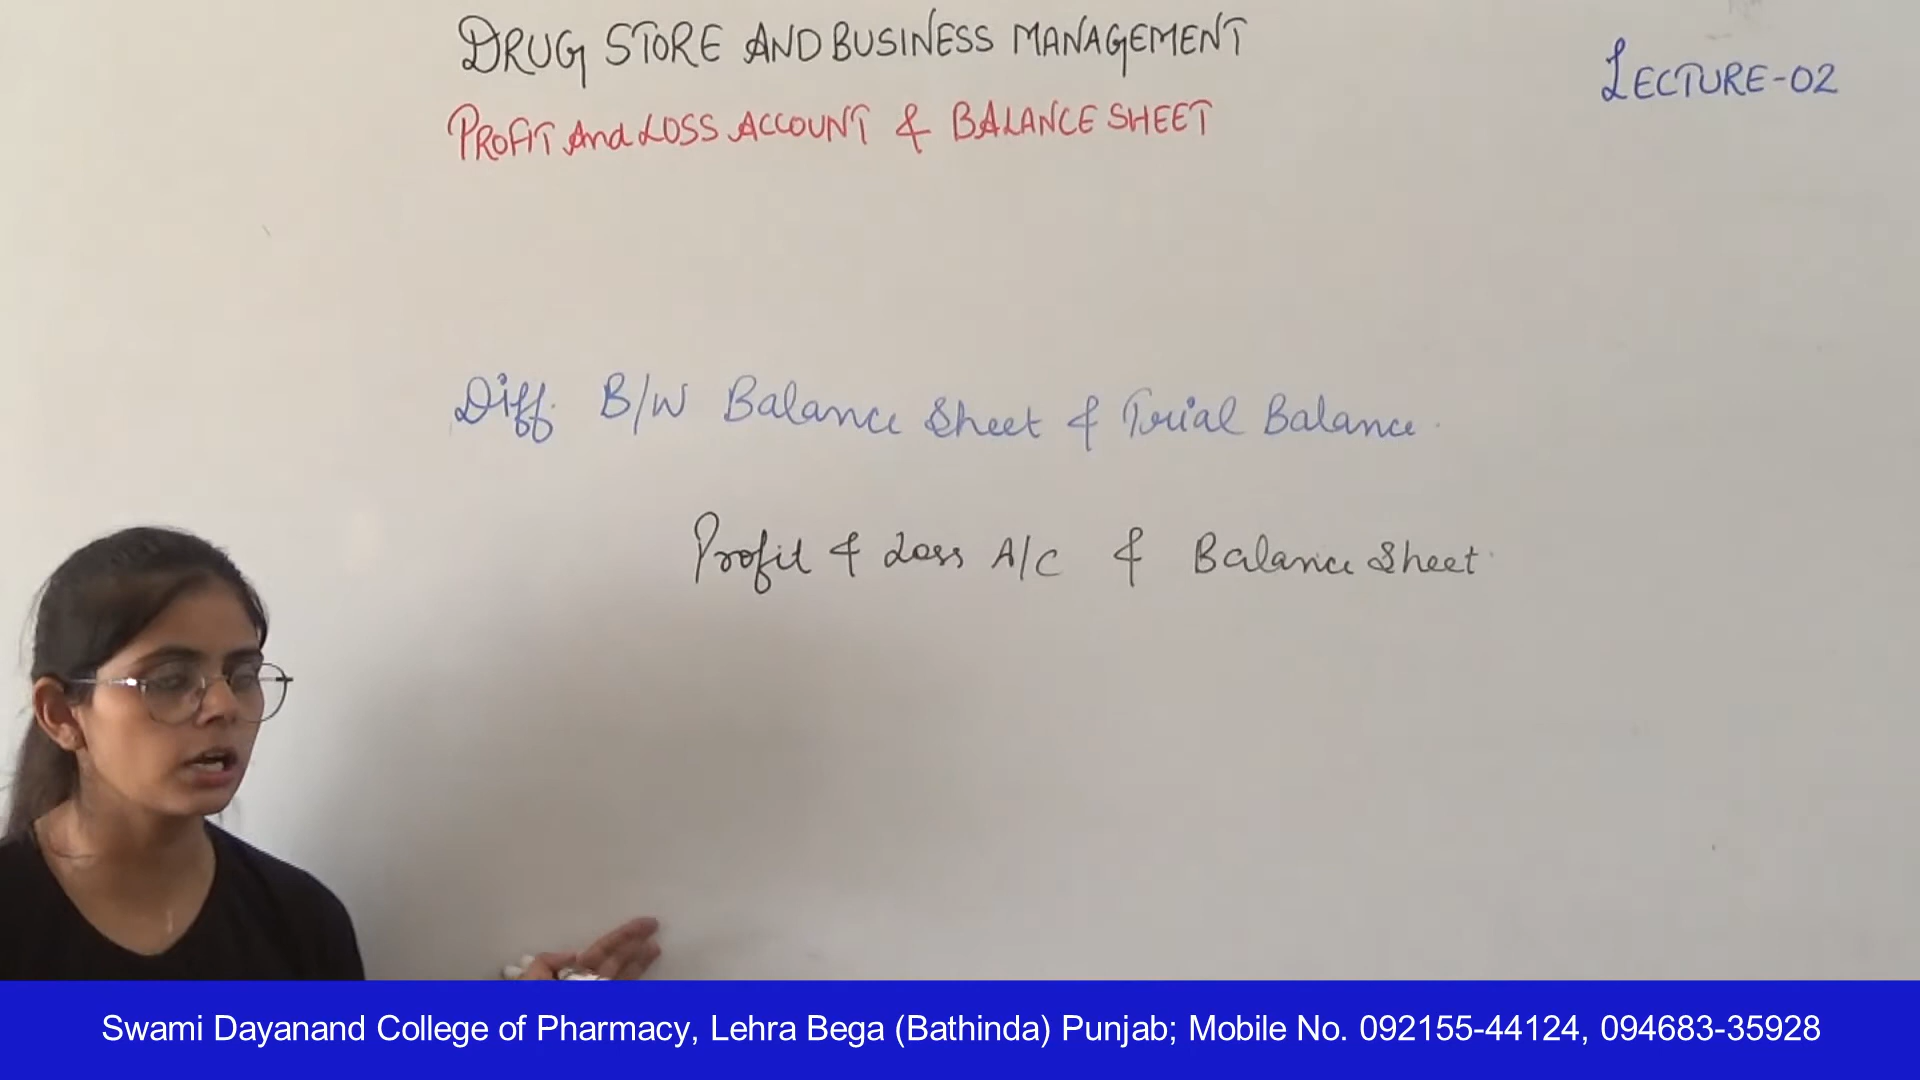 DRUG STORE AND BUSINESS MANAGEMENT
LECTURE-02
PROFIT And LOSS ACCOUNT & BALANCE SHEET
Diff. B/W Balance Sheet & Trial Balance.
Profit & Loss A/C & Balance Sheet.
Swami Dayanand College of Pharmacy, Lehra Bega (Bathinda) Punjab; Mobile No. 092155-44124, 094683-35928